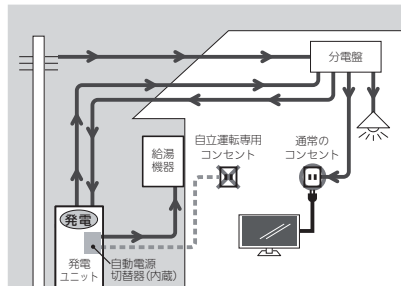 分電盤
自立運転専用
コンセント
通常の
コンセント
給湯
機器
発電
発電
ユニット
自動電源
切替器(内蔵)